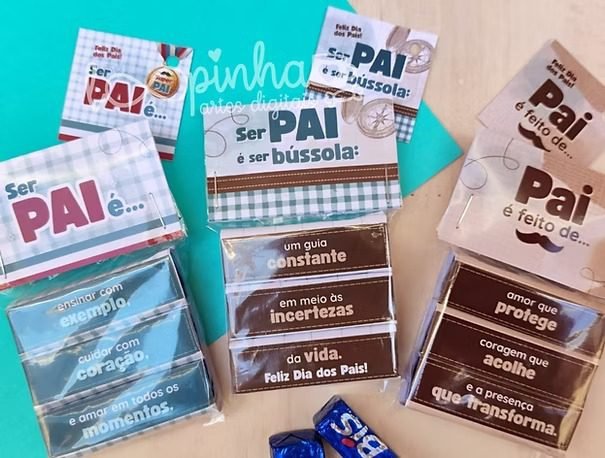 Feliz Dia
dos Pais!
Ser
PAI
é...
super
PAI
pinha
artes digitais
Feliz Dia dos Pais!
Ser
PAI
é ser bússola:
Feliz Dia
dos Pais!
Pai
é feito de...
Ser
PAI
é...
ensinar com
exemplo,
cuidar com
coração,
e amar em todos os
momentos.
Ser PAI
é ser bússola:
um guia
constante
em meio às
incertezas
da vida.
Feliz Dia dos Pais!
Pai
é feito de...
amor que
protege
coragem que
acolhe
e a presença
que transforma.
Bis